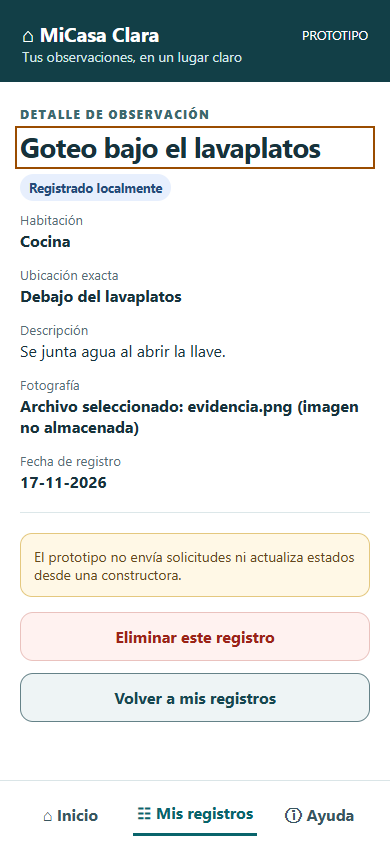 ⌂ MiCasa Clara
PROTOTIPO
Tus observaciones, en un lugar claro
DETALLE DE OBSERVACIÓN
Goteo bajo el lavaplatos
Registrado localmente
Habitación
Cocina
Ubicación exacta
Debajo del lavaplatos
Descripción
Se junta agua al abrir la llave.
Fotografía
Archivo seleccionado: evidencia.png (imagen
no almacenada)
Fecha de registro
17-11-2026
El prototipo no envía solicitudes ni actualiza estados
desde una constructora.
Eliminar este registro
Volver a mis registros
⌂ Inicio
☷ Mis registros
ⓘ Ayuda